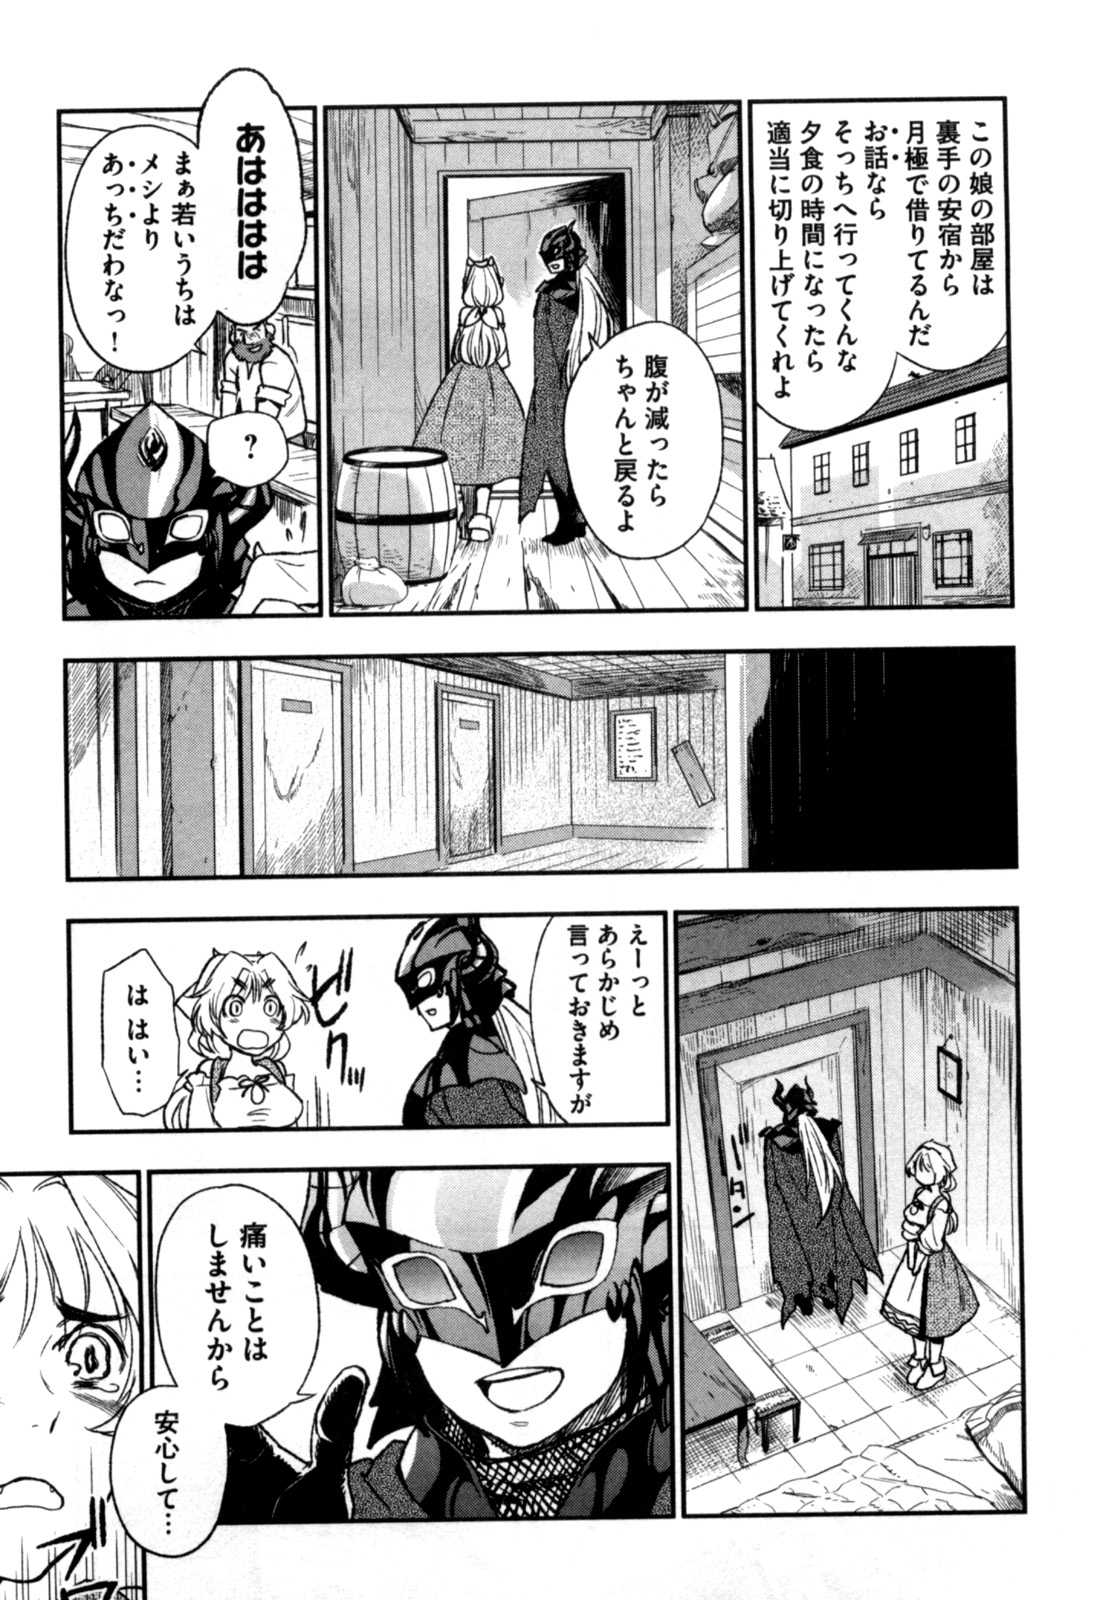 この娘の部屋は
裏手の安宿から
月極で借りてるんだ
お話なら
そっちへ行ってくんな
夕食の時間になったら
適当に切り上げてくれよ
腹が減ったら
ちゃんと戻るよ
あははは
まぁ若いうちは
メシより
あっちだわなっ！
？
パタン
えーっと
あらかじめ
言っておきますが
ビクッ
は はい…
痛いことは
しませんから
安心して…